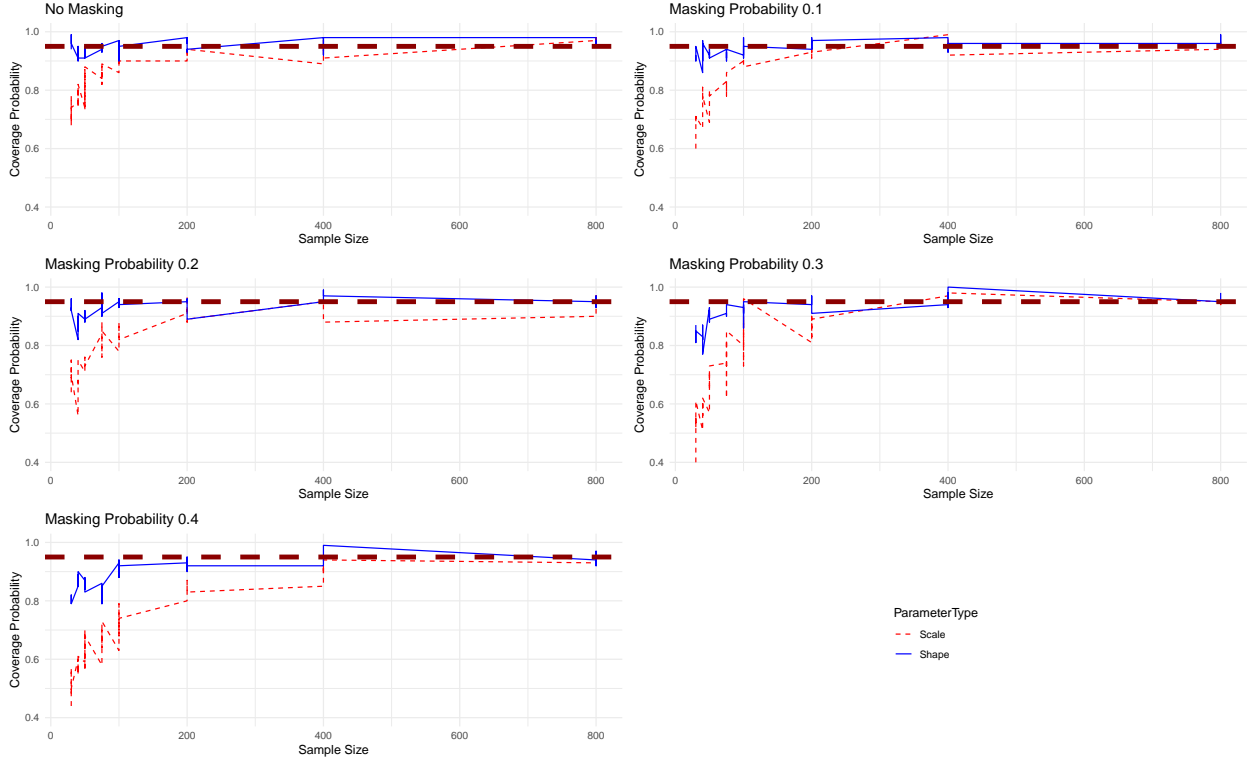 No Masking
1.0
0.8
0.6
0.4
Coverage Probability
0
200
400
600
800
Sample Size
Masking Probability 0.1
1.0
0.8
0.6
0.4
Coverage Probability
0
200
400
600
800
Sample Size
Masking Probability 0.2
1.0
0.8
0.6
0.4
Coverage Probability
0
200
400
600
800
Sample Size
Masking Probability 0.3
1.0
0.8
0.6
0.4
Coverage Probability
0
200
400
600
800
Sample Size
Masking Probability 0.4
1.0
0.8
0.6
0.4
Coverage Probability
0
200
400
600
800
Sample Size
ParameterType
Scale
Shape